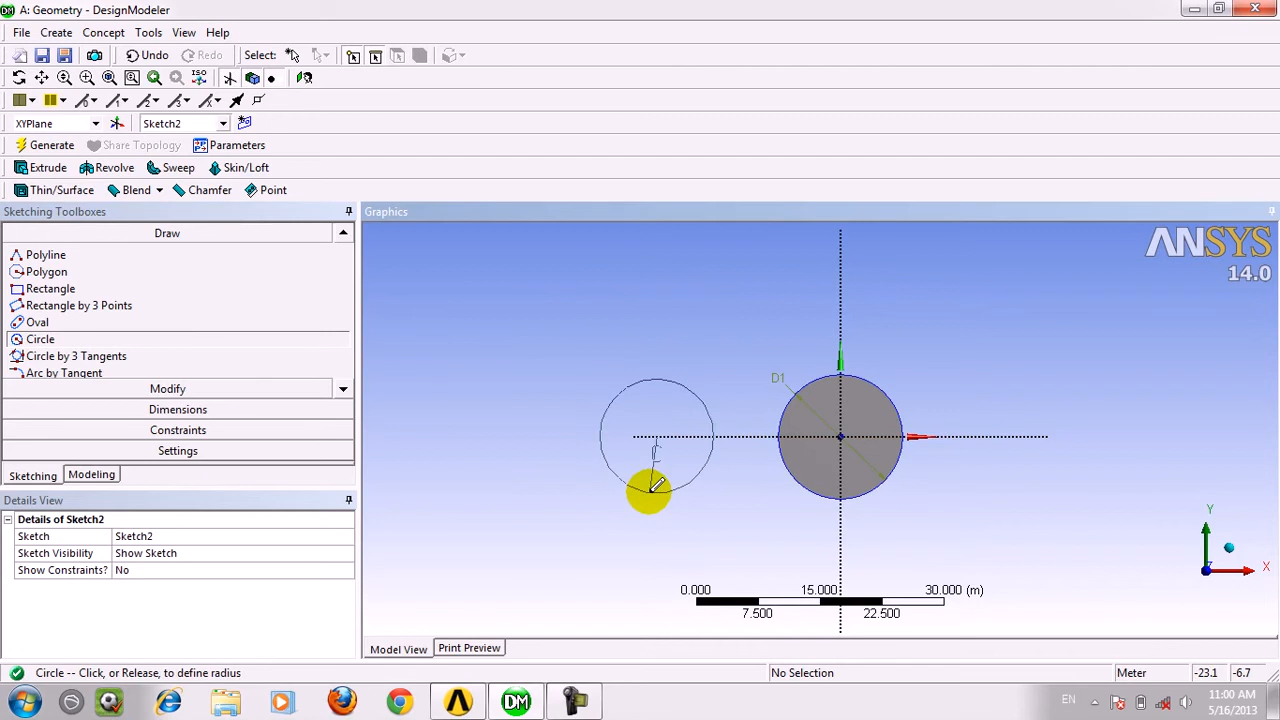 A: Geometry - DesignModeler
File Create Concept Tools View Help
Undo Redo Select:
ISO
XYPlane Sketch2
Generate Share Topology Parameters
Extrude Revolve Sweep Skin/Loft
Thin/Surface Blend Chamfer Point
Sketching Toolboxes
Draw
Polyline
Polygon
Rectangle
Rectangle by 3 Points
Oval
Circle
Circle by 3 Tangents
Arc by Tangent
Modify
Dimensions
Constraints
Settings
Sketching Modeling
Details View
Details of Sketch2
Sketch Sketch2
Sketch Visibility Show Sketch
Show Constraints? No
Graphics
ANSYS
14.0
D1
C
Y
X
0.000 15.000 30.000 (m)
7.500 22.500
Model View Print Preview
Circle -- Click, or Release, to define radius No Selection Meter -23.1 -6.7
DM EN 11:00 AM
5/16/2013